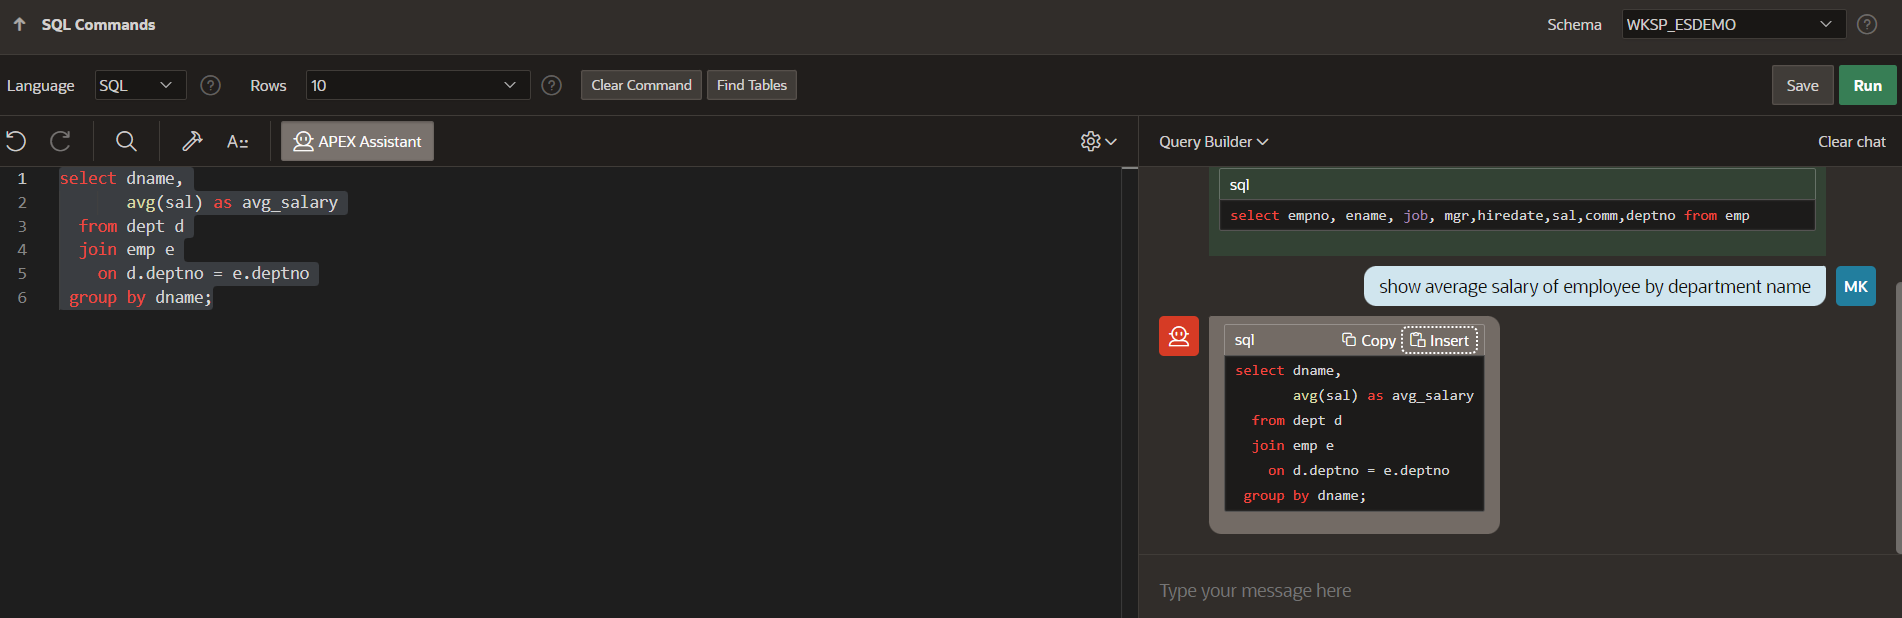 SQL Commands
Schema
WKSP_ESDEMO
?
Language
SQL
?
Rows
10
?
Clear Command
Find Tables
Save
Run
A
APEX Assistant
Query Builder
Clear chat
1 select dname,
2 avg(sal) as avg_salary
3 from dept d
4 join emp e
5 on d.deptno = e.deptno
6 group by dname;
sql
select empno, ename, job, mgr,hiredate,sal,comm,deptno from emp
show average salary of employee by department name
MK
sql
Copy
Insert
select dname,
avg(sal) as avg_salary
from dept d
join emp e
on d.deptno = e.deptno
group by dname;
Type your message here